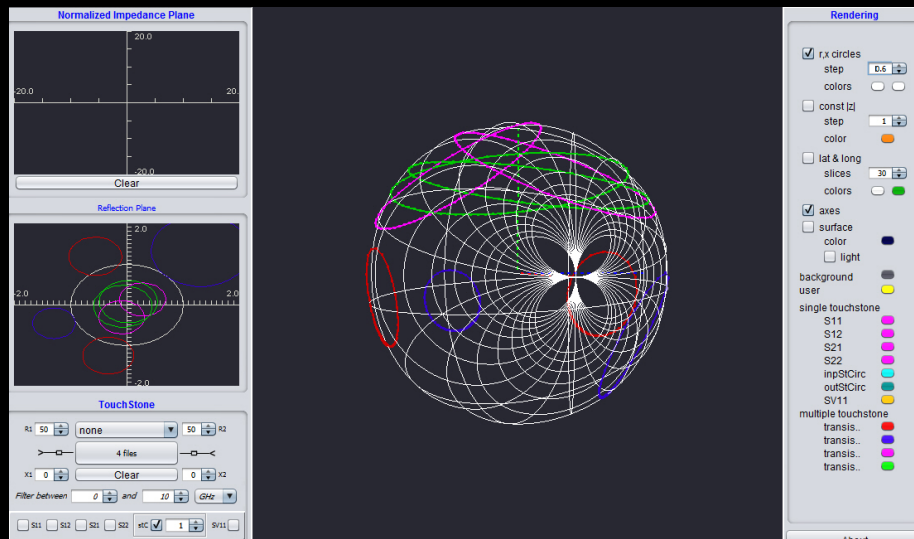 Normalized Impedance Plane
20.0
-20.0
20.
-20.0
Clear
Reflection Plane
2.0
-2.0
2.0
-2.0
TouchStone
R1 50 none 50 R2
4 files
X1 0 Clear 0 X2
Filter between 0 and 10 GHz
S11 S12 S21 S22 stC 1 SV11
Rendering
r,x circles
step 0.6
colors
const |z|
step 1
color
lat & long
slices 30
colors
axes
surface
color
light
background
user
single touchstone
S11
S12
S21
S22
inpStCirc
outStCirc
SV11
multiple touchstone
transis..
transis..
transis..
transis..
About